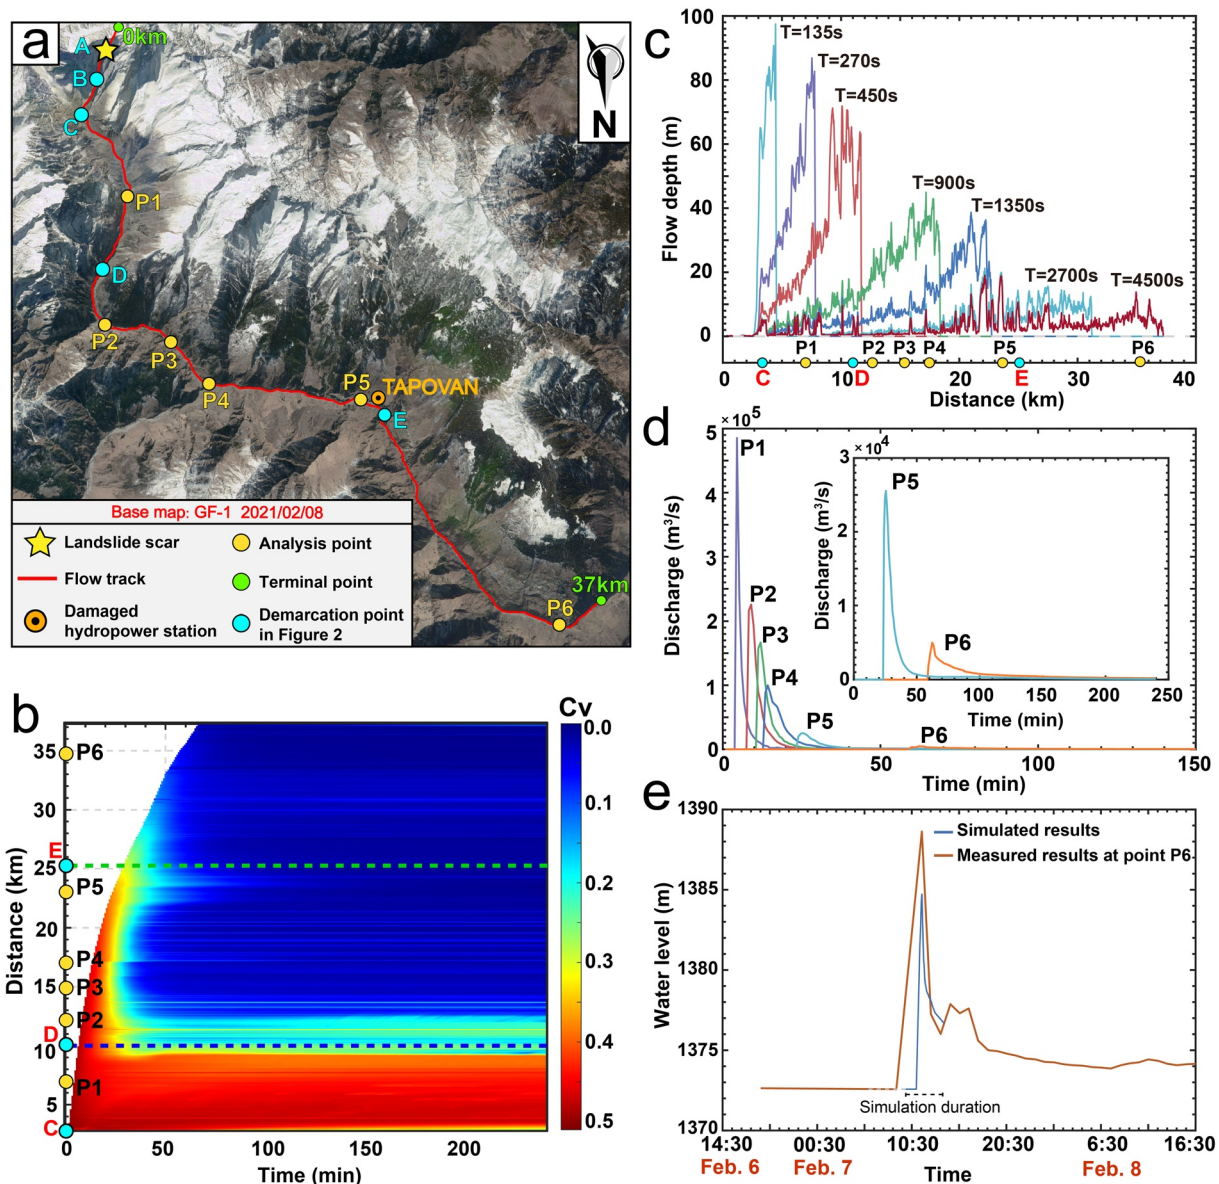 a
0km
A
B
C
P1
D
P2
P3
P4
P5
TAPOVAN
E
P6
37km
N
Base map: GF-1 2021/02/08
Landslide scar
Analysis point
Flow track
Terminal point
Damaged
hydropower station
Demarcation point
in Figure 2
b
Cv
0.0
0.1
0.2
0.3
0.4
0.5
35
30
25
20
15
10
5
P6
E
P5
P4
P3
P2
D
P1
C
Distance (km)
0
50
100
150
200
Time (min)
c
100
80
60
40
20
0
Flow depth (m)
T=135s
T=270s
T=450s
T=900s
T=1350s
T=2700s
T=4500s
P1
P2
P3
P4
P5
P6
C
D
E
0
10
20
30
40
Distance (km)
d
×10⁵
5
4
3
2
1
0
Discharge (m³/s)
P1
P2
P3
P4
P5
P6
0
50
100
150
Time (min)
×10⁴
3
2
1
0
Discharge (m³/s)
P5
P6
0
50
100
150
200
250
Time (min)
e
1390
1385
1380
1375
1370
Water level (m)
Simulated results
Measured results at point P6
Simulation duration
14:30
00:30
10:30
20:30
6:30
16:30
Feb. 6
Feb. 7
Time
Feb. 8